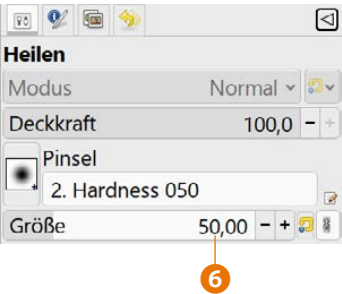 Heilen
Modus Normal
Deckkraft 100,0 - +
Pinsel
2. Hardness 050
Größe 50,00 - +
6